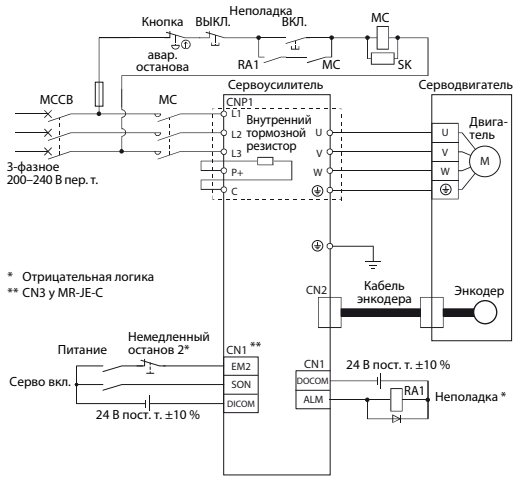 Неполадка
Кнопка
ВЫКЛ.
ВКЛ.
MC
авар.
останова
RA1
MC
SK
Сервоусилитель
Серводвигатель
MCCB
MC
CNP1
L1
L2
L3
P+
C
Внутренний
тормозной
резистор
U
V
W
U
V
W
Двига-
тель
M
3-фазное
200–240 В пер. т.
* Отрицательная логика
** CN3 у MR-JE-C
CN2
Кабель
энкодера
Энкодер
Питание
Немедленный
останов 2*
CN1 **
EM2
SON
DICOM
Серво вкл.
24 В пост. т. ±10 %
CN1
DOCOM
ALM
24 В пост. т. ±10 %
RA1
Неполадка *